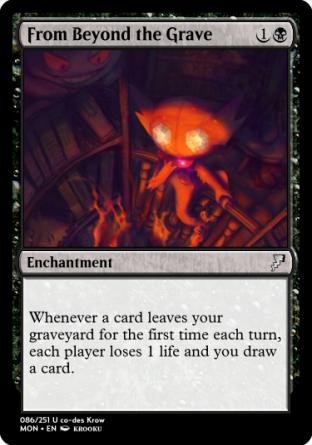 From Beyond the Grave 1
Enchantment
Whenever a card leaves your
graveyard for the first time each turn,
each player loses 1 life and you draw
a card.
086/251 U co-des Krow
MON • EN KROOKU